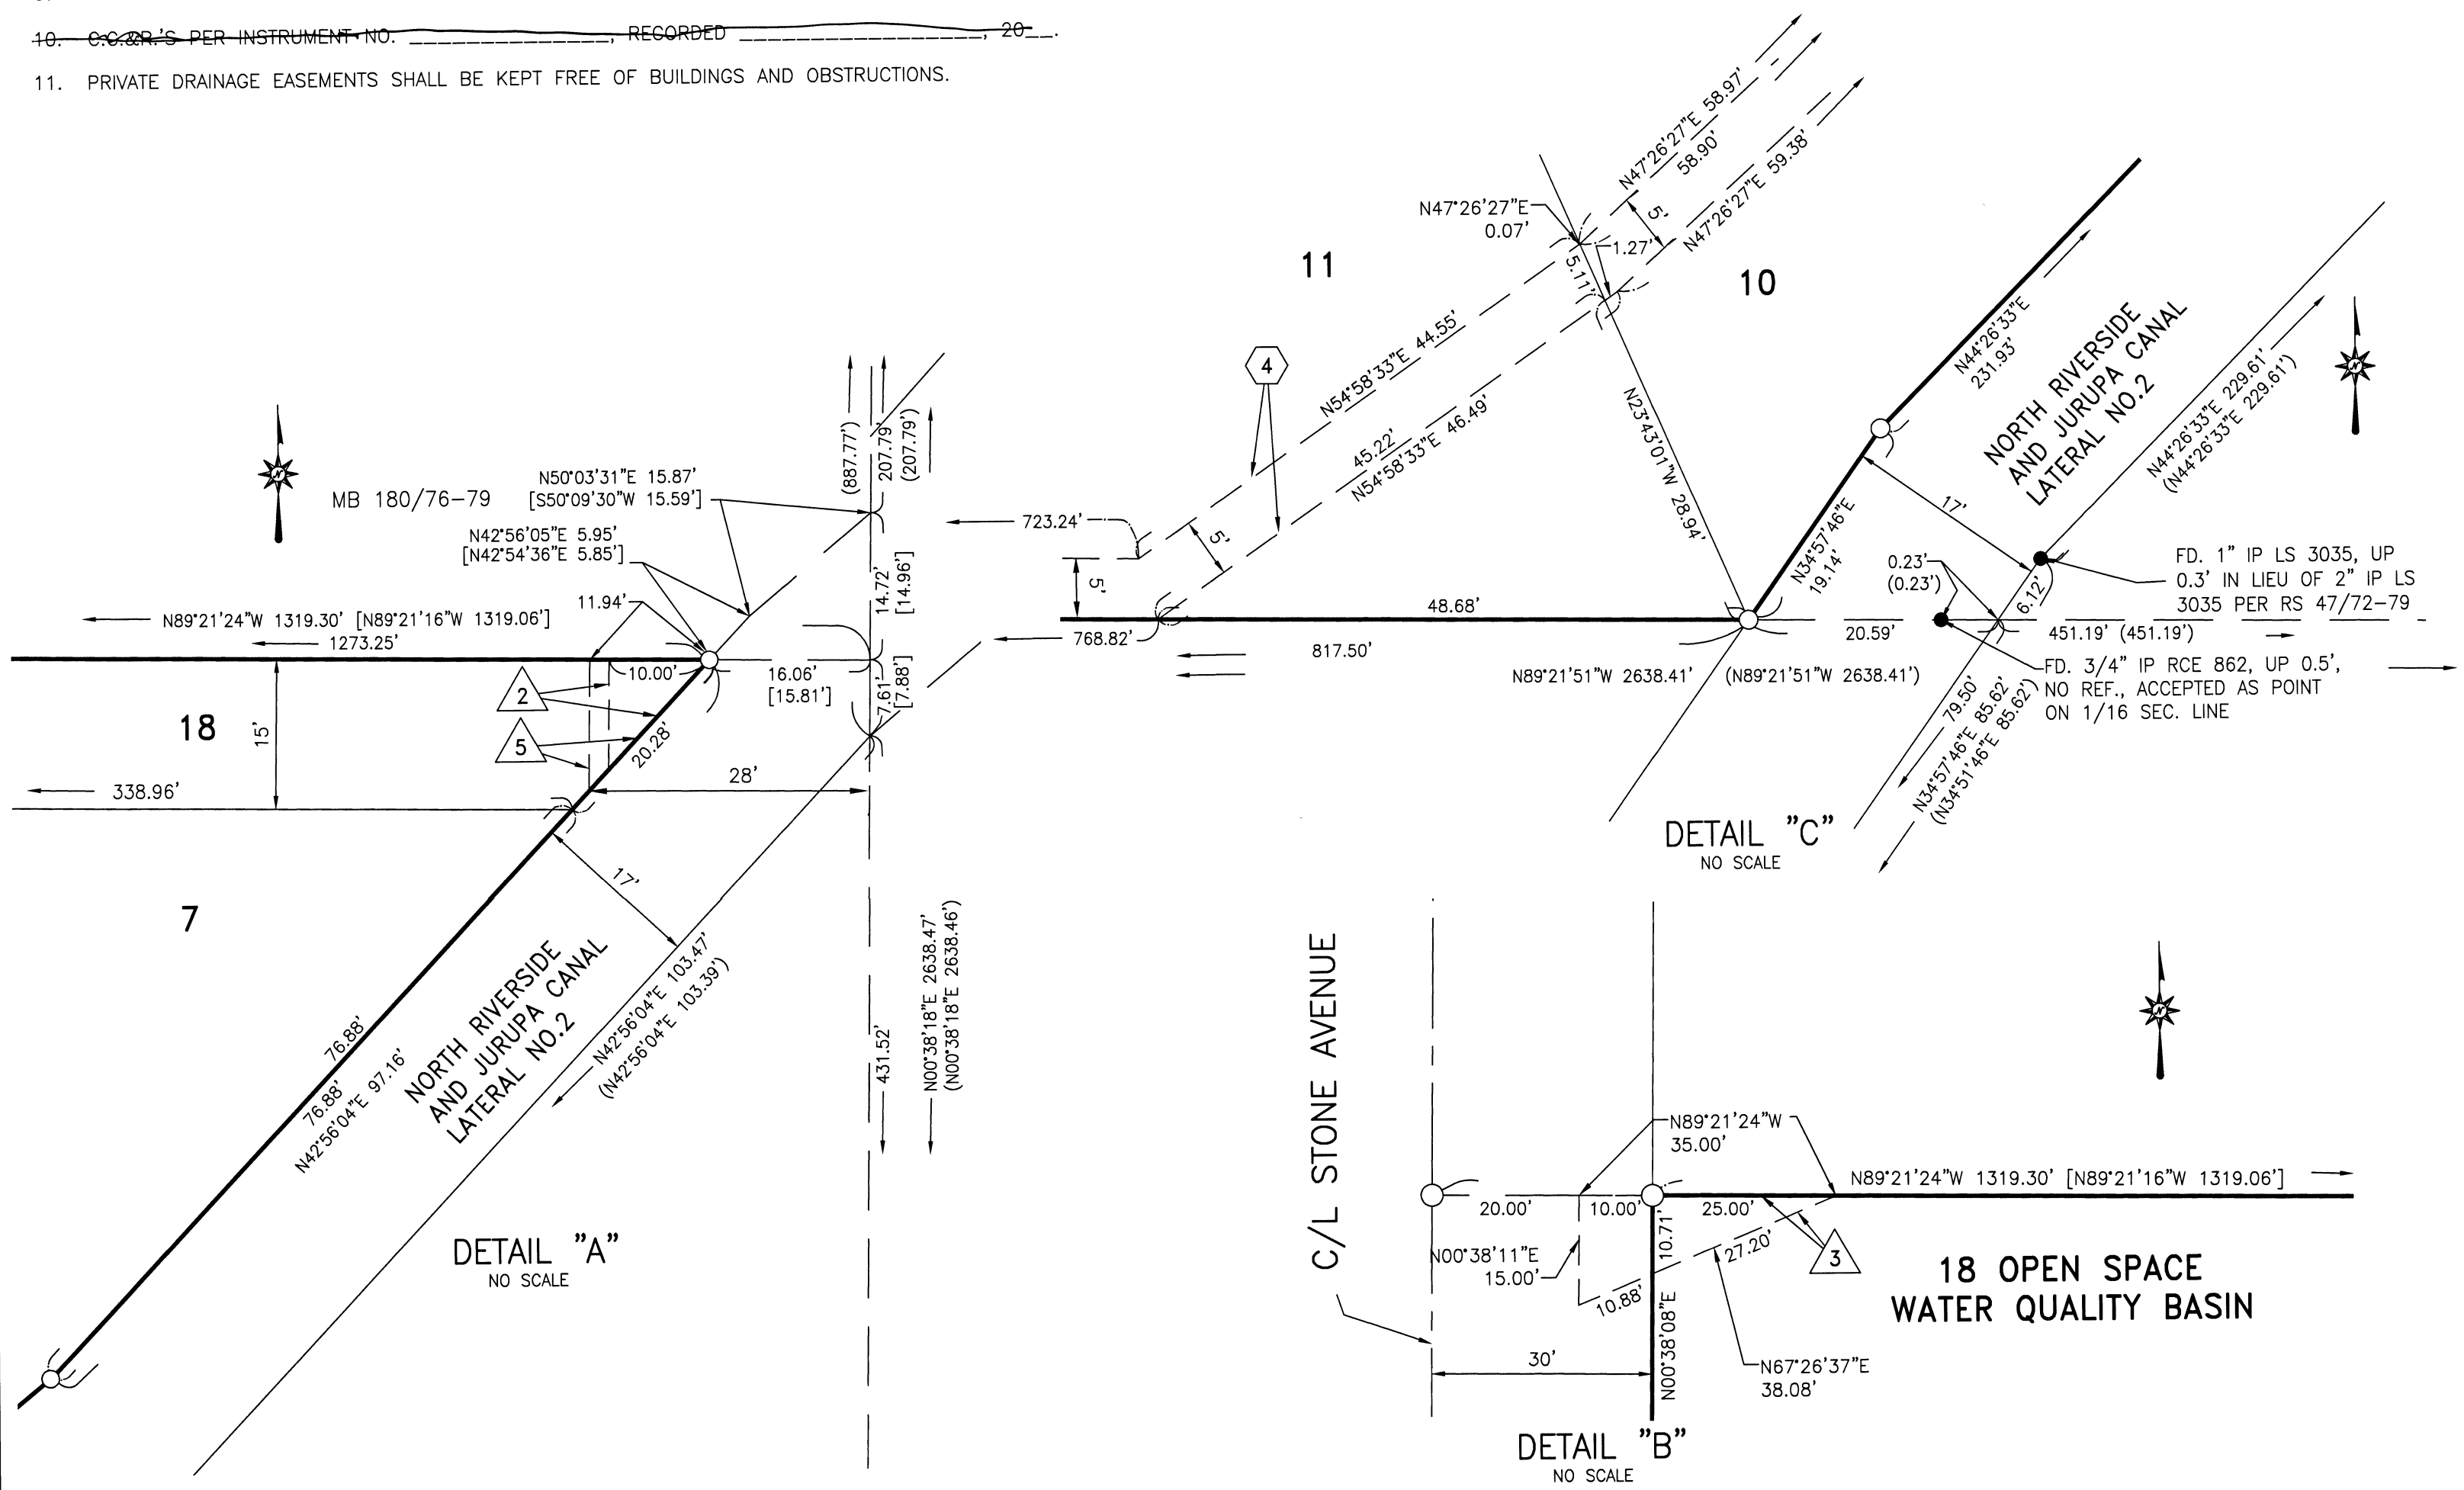 10. C.C.&R.'S PER INSTRUMENT NO. ______________, RECORDED _________________, 20__.
11. PRIVATE DRAINAGE EASEMENTS SHALL BE KEPT FREE OF BUILDINGS AND OBSTRUCTIONS.
N
MB 180/76-79
N50°03'31"E 15.87'
[S50°09'30"W 15.59']
N42°56'05"E 5.95'
[N42°54'36"E 5.85']
11.94'
N89°21'24"W 1319.30' [N89°21'16"W 1319.06']
1273.25'
(887.77')
207.79'
(207.79')
14.72'
[14.96']
10.00'
16.06'
[15.81']
7.61'
[7.88']
2
5
18
15'
20.28'
28'
338.96'
17'
7
76.88'
76.88'
N42°56'04"E 97.16'
NORTH RIVERSIDE
AND JURUPA CANAL
LATERAL NO.2
N42°56'04"E 103.47'
(N42°56'04"E 103.39')
431.52'
N00°38'18"E 2638.47'
(N00°38'18"E 2638.46')
DETAIL "A"
NO SCALE
N47°26'27"E 58.97'
58.90'
N47°26'27"E 59.38'
5'
N47°26'27"E
0.07'
1.27'
5.11'
11
10
4
N54°58'33"E 44.55'
45.22'
N54°58'33"E 46.49'
5'
723.24'
5'
N23°43'01"W 28.94'
48.68'
768.82'
817.50'
N89°21'51"W 2638.41' (N89°21'51"W 2638.41')
N44°26'33"E
231.93'
NORTH RIVERSIDE
AND JURUPA CANAL
LATERAL NO.2
N
N44°26'33"E 229.61'
(N44°26'33"E 229.61')
17'
N34°57'46"E
19.14'
0.23'
(0.23')
6.12'
20.59'
451.19' (451.19')
FD. 1" IP LS 3035, UP
0.3' IN LIEU OF 2" IP LS
3035 PER RS 47/72-79
FD. 3/4" IP RCE 862, UP 0.5',
NO REF., ACCEPTED AS POINT
ON 1/16 SEC. LINE
79.50'
N34°57'46"E 85.62'
(N34°51'46"E 85.62')
DETAIL "C"
NO SCALE
C/L STONE AVENUE
N
N89°21'24"W
35.00'
N89°21'24"W 1319.30' [N89°21'16"W 1319.06']
20.00'
10.00'
25.00'
10.71'
N00°38'11"E
15.00'
10.88'
27.20'
3
N00°38'08"E
18 OPEN SPACE
WATER QUALITY BASIN
30'
N67°26'37"E
38.08'
DETAIL "B"
NO SCALE